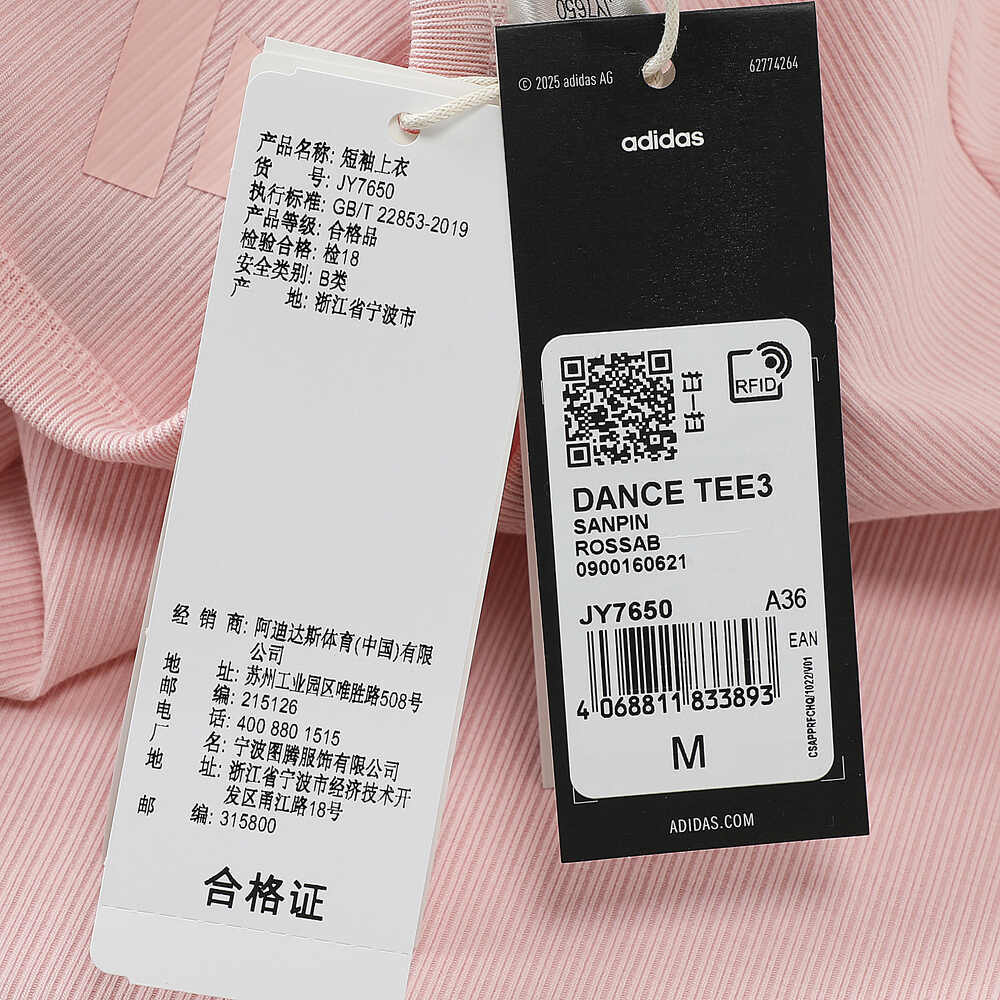 产品名称: 短袖上衣
货 号: JY7650
执行标准: GB/T 22853-2019
产品等级: 合格品
检验合格: 检18
安全类别: B类
产 地: 浙江省宁波市
经 销 商: 阿迪达斯体育(中国)有限
公司
地 址: 苏州工业园区唯胜路508号
邮 编: 215126
电 话: 400 880 1515
厂 名: 宁波图腾服饰有限公司
地 址: 浙江省宁波市经济技术开
发区甬江路18号
邮 编: 315800
合格证
JY7650
© 2025 adidas AG
62774264
adidas
扫一扫
RFID
DANCE TEE3
SANPIN
ROSSAB
0900160621
JY7650
A36
EAN
4 068811 833893
CSAPPRFCHQ/1022/V01
M
ADIDAS.COM